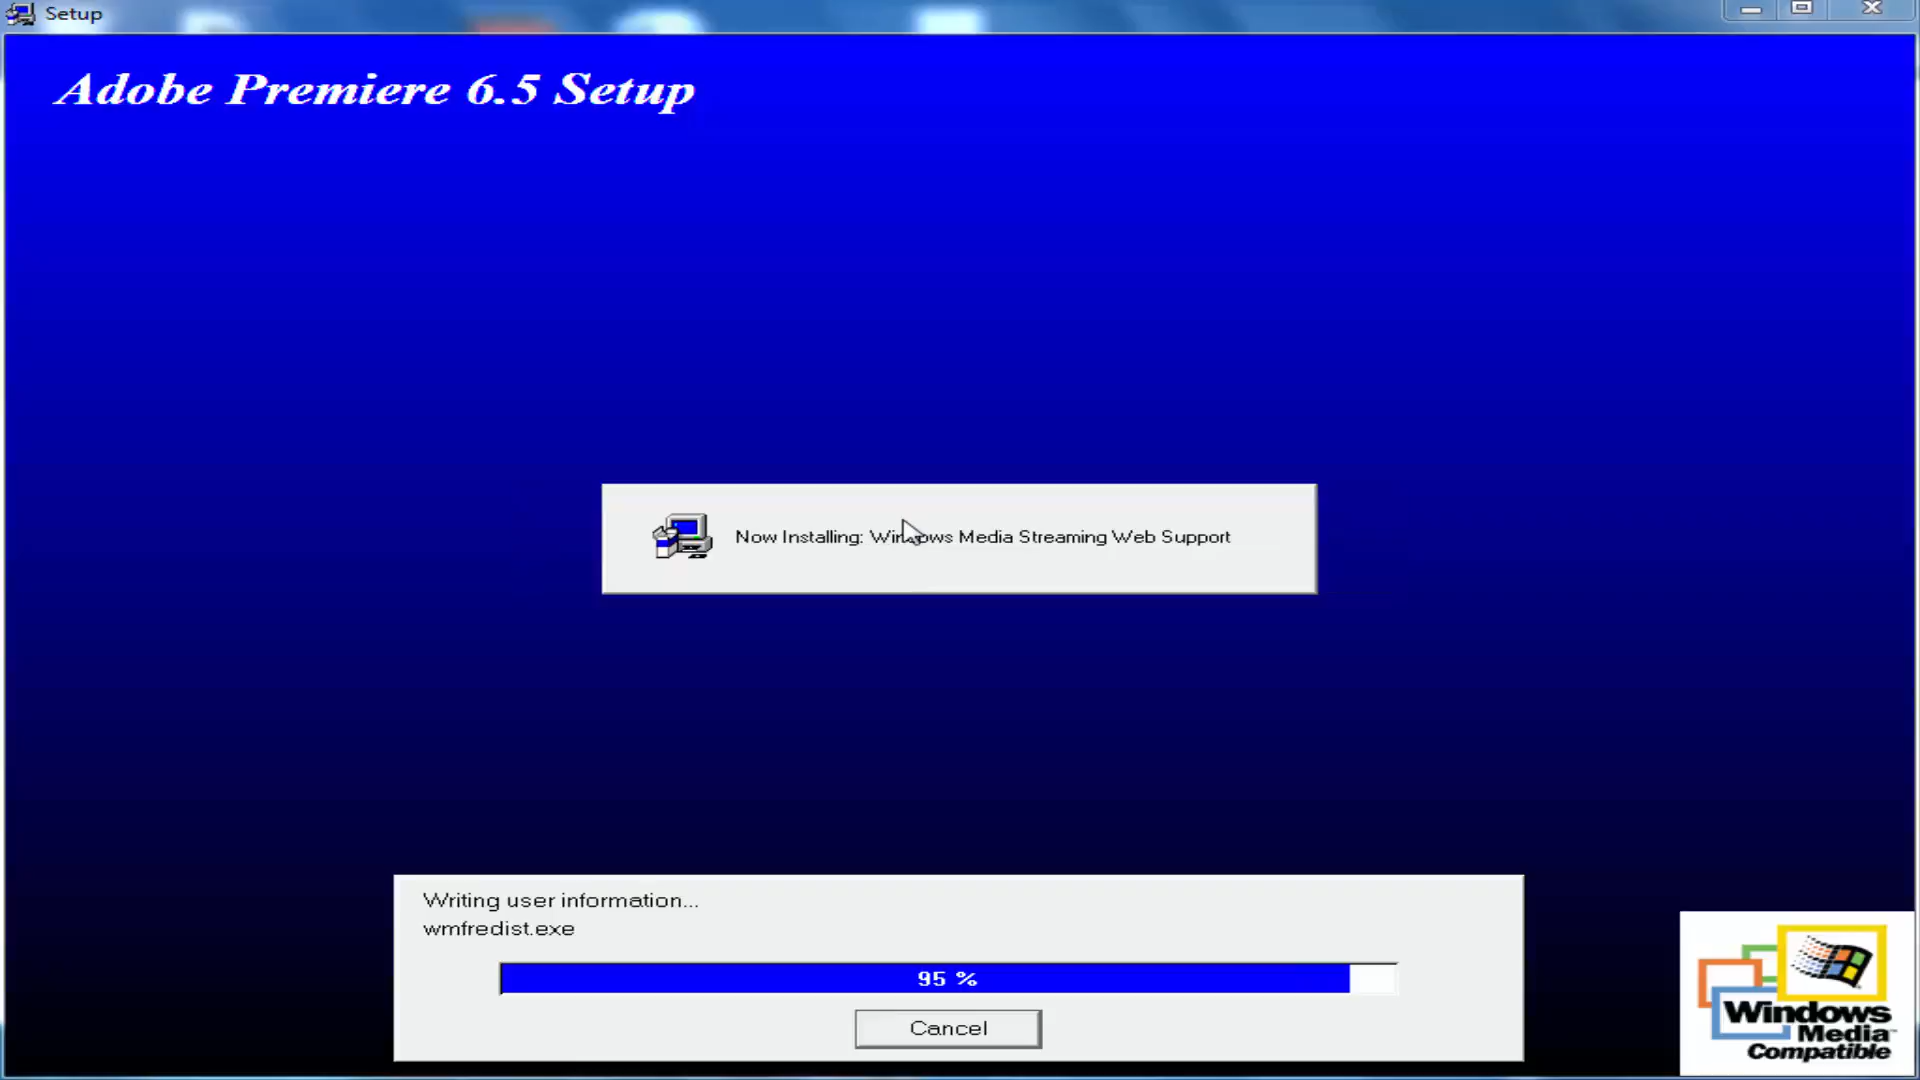 Setup
Adobe Premiere 6.5 Setup
Now Installing: Windows Media Streaming Web Support
Writing user information...
wmfredist.exe
95 %
Cancel
Windows
Media
Compatible